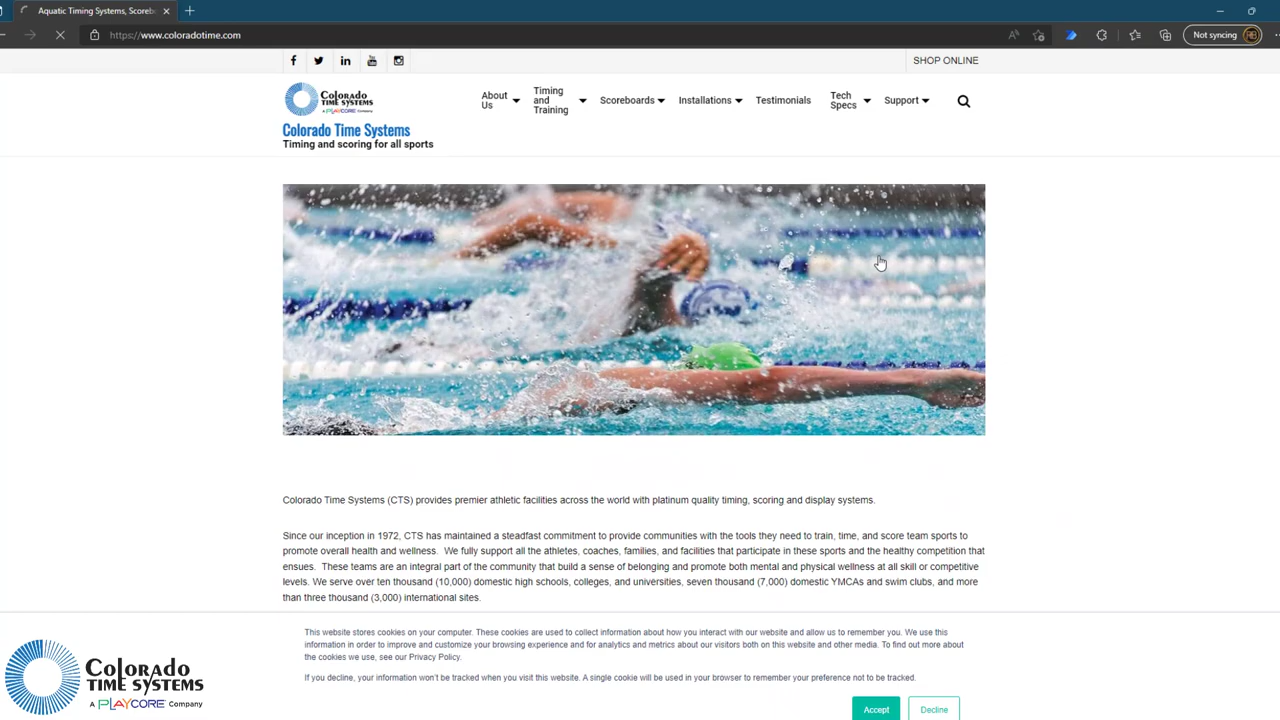 Aquatic Timing Systems, Scoreb
https://www.coloradotime.com
Not syncing
SHOP ONLINE
Colorado
TIME SYSTEMS
A PLAYCORE Company
About Us
Timing and Training
Scoreboards
Installations
Testimonials
Tech Specs
Support
Colorado Time Systems
Timing and scoring for all sports
Colorado Time Systems (CTS) provides premier athletic facilities across the world with platinum quality timing, scoring and display systems.
Since our inception in 1972, CTS has maintained a steadfast commitment to provide communities with the tools they need to train, time, and score team sports to
promote overall health and wellness. We fully support all the athletes, coaches, families, and facilities that participate in these sports and the healthy competition that
ensues. These teams are an integral part of the community that build a sense of belonging and promote both mental and physical wellness at all skill or competitive
levels. We serve over ten thousand (10,000) domestic high schools, colleges, and universities, seven thousand (7,000) domestic YMCAs and swim clubs, and more
than three thousand (3,000) international sites.
This website stores cookies on your computer. These cookies are used to collect information about how you interact with our website and allow us to remember you. We use this
information in order to improve and customize your browsing experience and for analytics and metrics about our visitors both on this website and other media. To find out more about
the cookies we use, see our Privacy Policy.
If you decline, your information won't be tracked when you visit this website. A single cookie will be used in your browser to remember your preference not to be tracked.
Accept
Decline
Colorado
TIME SYSTEMS
A PLAYCORE Company